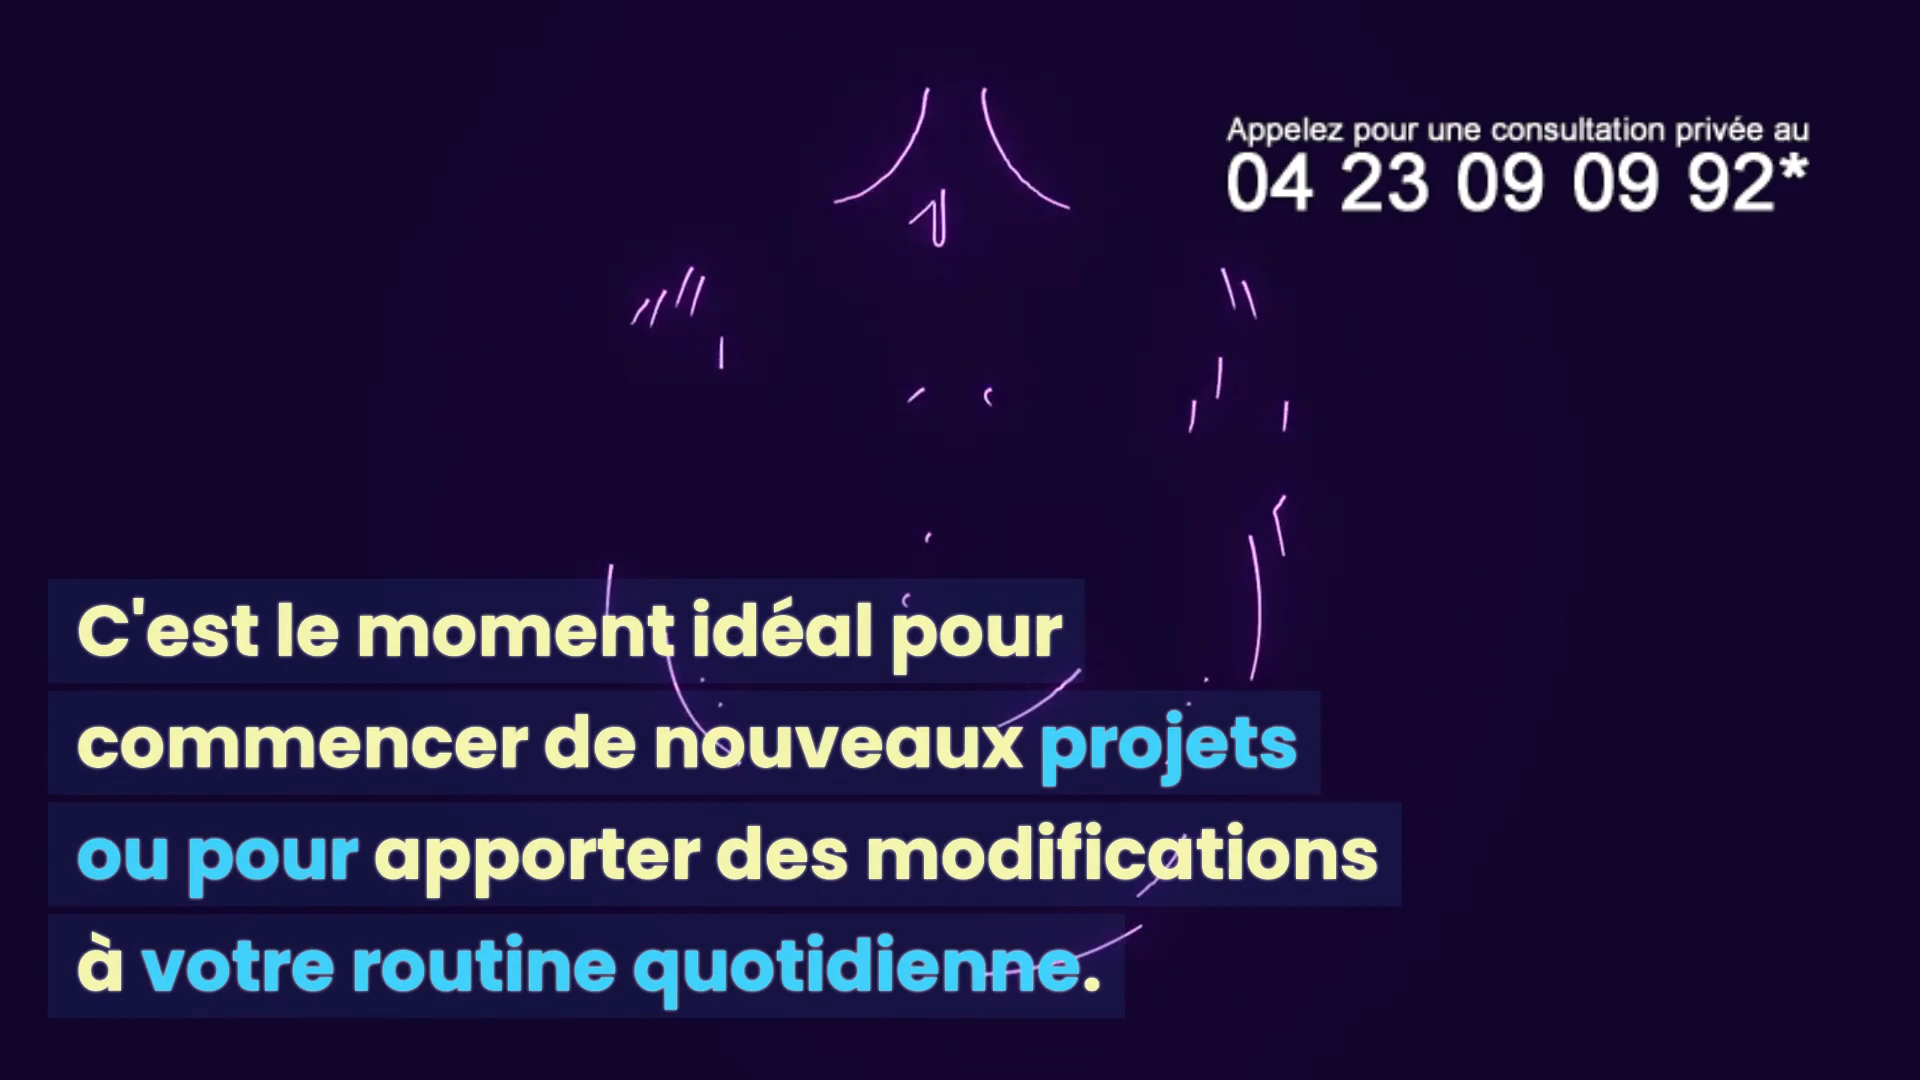 Appelez pour une consultation privée au
04 23 09 09 92*
C'est le moment idéal pour
commencer de nouveaux projets
ou pour apporter des modifications
à votre routine quotidienne.